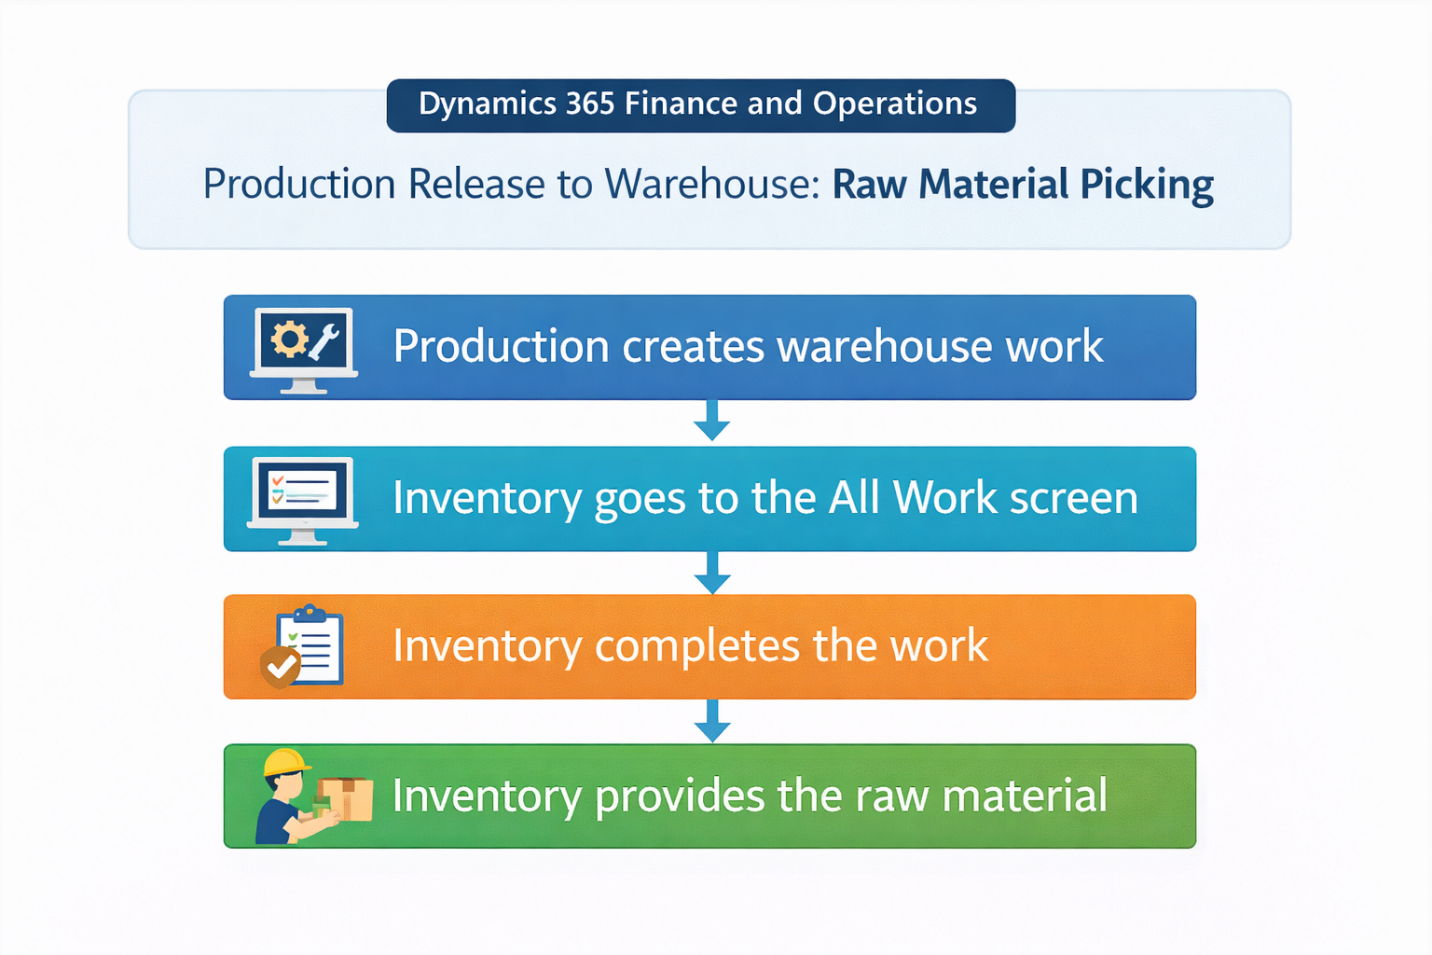 Dynamics 365 Finance and Operations
Production Release to Warehouse: Raw Material Picking
Production creates warehouse work
Inventory goes to the All Work screen
Inventory completes the work
Inventory provides the raw material